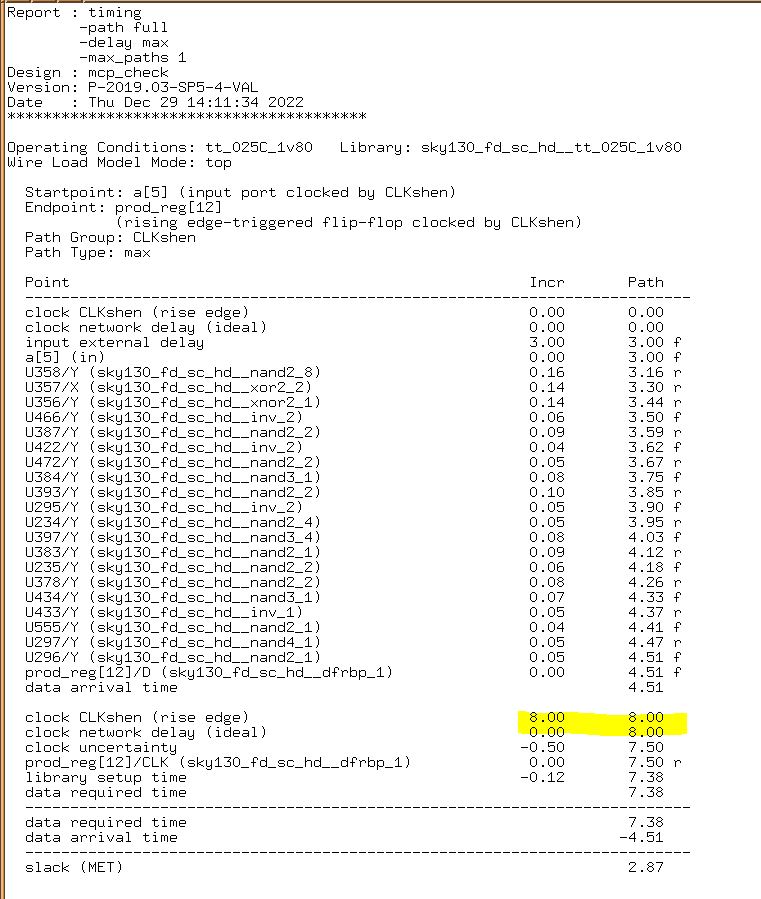 Report : timing
-path full
-delay max
-max_paths 1
Design : mcp_check
Version: P-2019.03-SP5-4-VAL
Date   : Thu Dec 29 14:11:34 2022
****************************************
Operating Conditions: tt_025C_1v80   Library: sky130_fd_sc_hd__tt_025C_1v80
Wire Load Model Mode: top
Startpoint: a[5] (input port clocked by CLKshen)
Endpoint: prod_reg[12]
(rising edge-triggered flip-flop clocked by CLKshen)
Path Group: CLKshen
Path Type: max
Point                                                   Incr       Path
--------------------------------------------------------------------------
clock CLKshen (rise edge)                               0.00       0.00
clock network delay (ideal)                             0.00       0.00
input external delay                                    3.00       3.00 f
a[5] (in)                                               0.00       3.00 f
U358/Y (sky130_fd_sc_hd__nand2_8)                       0.16       3.16 r
U357/X (sky130_fd_sc_hd__xor2_2)                        0.14       3.30 r
U356/Y (sky130_fd_sc_hd__xnor2_1)                       0.14       3.44 r
U466/Y (sky130_fd_sc_hd__inv_2)                         0.06       3.50 f
U387/Y (sky130_fd_sc_hd__nand2_2)                       0.09       3.59 r
U422/Y (sky130_fd_sc_hd__inv_2)                         0.04       3.62 f
U472/Y (sky130_fd_sc_hd__nand2_2)                       0.05       3.67 r
U384/Y (sky130_fd_sc_hd__nand3_1)                       0.08       3.75 f
U393/Y (sky130_fd_sc_hd__nand2_2)                       0.10       3.85 r
U295/Y (sky130_fd_sc_hd__inv_2)                         0.05       3.90 f
U234/Y (sky130_fd_sc_hd__nand2_4)                       0.05       3.95 r
U397/Y (sky130_fd_sc_hd__nand3_4)                       0.08       4.03 f
U383/Y (sky130_fd_sc_hd__nand2_1)                       0.09       4.12 r
U235/Y (sky130_fd_sc_hd__nand2_2)                       0.06       4.18 f
U378/Y (sky130_fd_sc_hd__nand2_2)                       0.08       4.26 r
U434/Y (sky130_fd_sc_hd__nand3_1)                       0.07       4.33 f
U433/Y (sky130_fd_sc_hd__inv_1)                         0.05       4.37 r
U555/Y (sky130_fd_sc_hd__nand2_1)                       0.04       4.41 f
U297/Y (sky130_fd_sc_hd__nand4_1)                       0.05       4.47 r
U296/Y (sky130_fd_sc_hd__nand2_1)                       0.05       4.51 f
prod_reg[12]/D (sky130_fd_sc_hd__dfrbp_1)               0.00       4.51 f
data arrival time                                                  4.51
clock CLKshen (rise edge)                               8.00       8.00
clock network delay (ideal)                             0.00       8.00
clock uncertainty                                      -0.50       7.50
prod_reg[12]/CLK (sky130_fd_sc_hd__dfrbp_1)             0.00       7.50 r
library setup time                                     -0.12       7.38
data required time                                                 7.38
--------------------------------------------------------------------------
data required time                                                 7.38
data arrival time                                                 -4.51
--------------------------------------------------------------------------
slack (MET)                                                        2.87